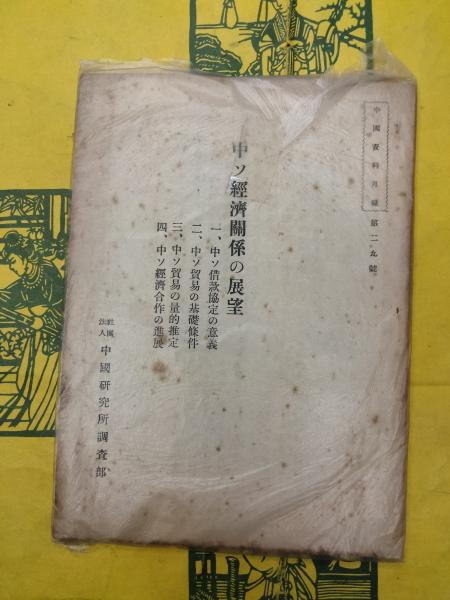 中國資料月報第二九號
中ソ經濟關係の展望
一、中ソ借款協定の意義
二、中ソ貿易の基礎條件
三、中ソ貿易の量的推定
四、中ソ經濟合作の進展
社團法人 中國研究所調査部